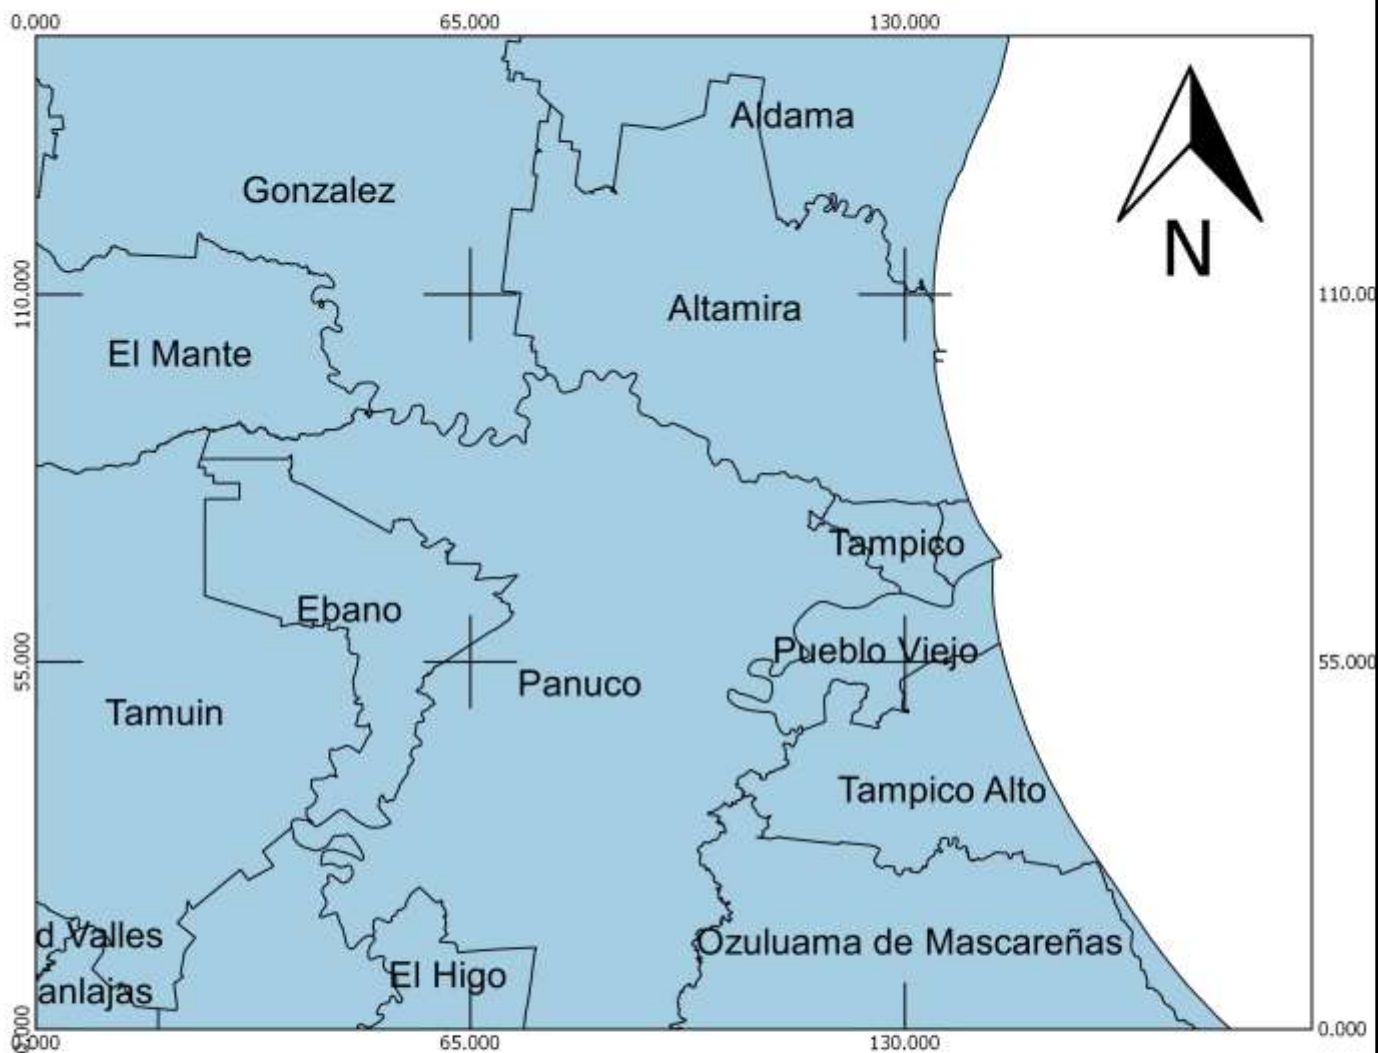 0.000
65.000
130.000
Aldama
N
Gonzalez
110.000
110.00
Altamira
El Mante
Tampico
Ebano
55.000
Pueblo Viejo
55.000
Panuco
Tamuin
Tampico Alto
d Valles
Ozuluama de Mascareñas
El Higo
anlajas
0.000
0.000
0.000
65.000
130.000